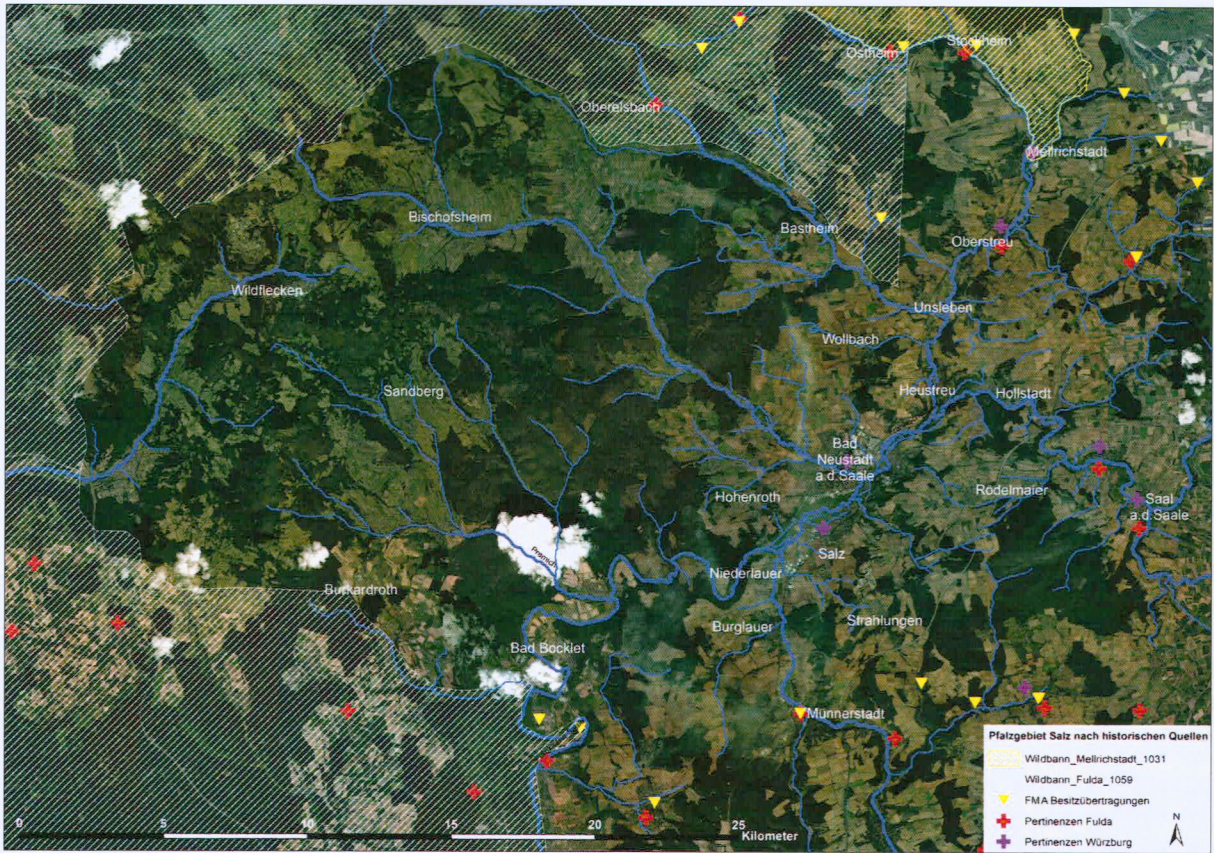 Ostheim
Stockheim
Oberelsbach
Mellrichstadt
Bischofsheim
Bastheim
Oberstreu
Wildflecken
Unsleben
Wollbach
Sandberg
Heustreu
Hollstadt
Bad
Neustadt
a.d.Saale
Hohenroth
Rödelmaier
Saal
a.d.Saale
Premich
Salz
Niederlauer
Burkardroth
Burglauer
Strahlungen
Bad Bocklet
Münnerstadt
Pfalzgebiet Salz nach historischen Quellen
Wildbann_Mellrichstadt_1031
Wildbann_Fulda_1059
FMA Besitzübertragungen
Pertinenzen Fulda
Pertinenzen Würzburg
N
0 5 10 15 20 25 Kilometer